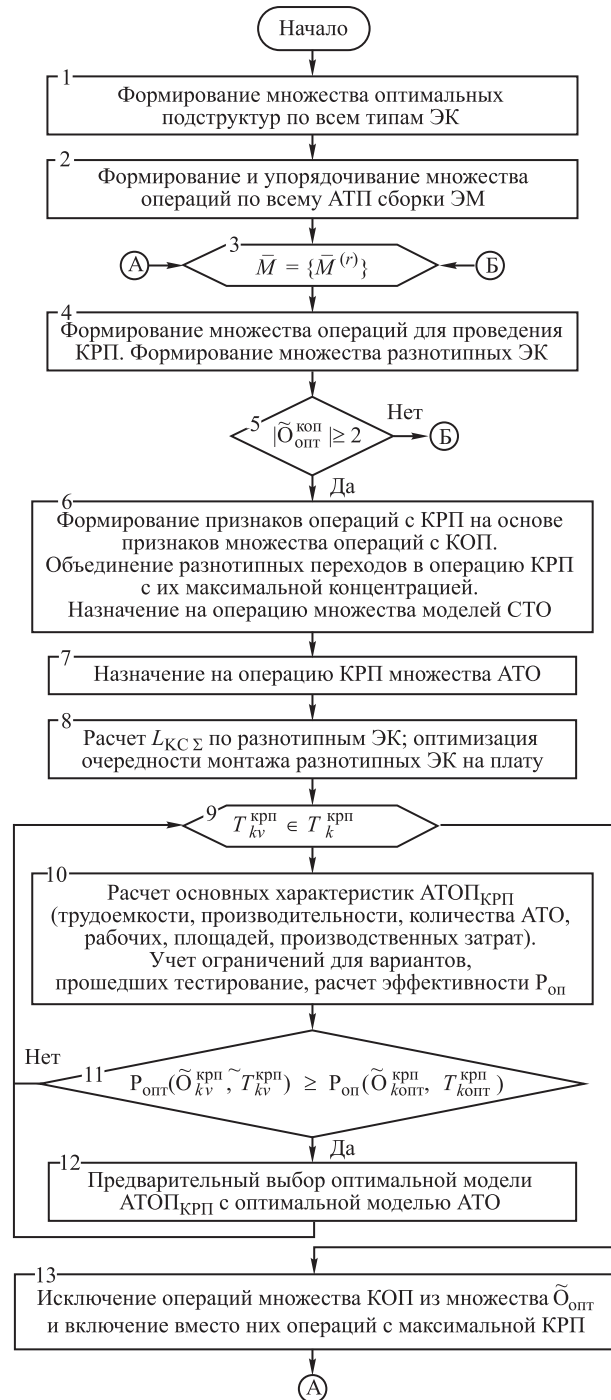 Начало
1
Формирование множества оптимальных
подструктур по всем типам ЭК
2
Формирование и упорядочивание множества
операций по всему АТП сборки ЭМ
А
3
M̄ = {M̄^(r)}
Б
4
Формирование множества операций для проведения
КРП. Формирование множества разнотипных ЭК
5
|Õ_опт^коп| ≥ 2
Нет
Б
Да
6
Формирование признаков операций с КРП на основе
признаков множества операций с КОП.
Объединение разнотипных переходов в операцию КРП
с их максимальной концентрацией.
Назначение на операцию множества моделей СТО
7
Назначение на операцию КРП множества АТО
8
Расчет L_КС Σ по разнотипным ЭК; оптимизация
очередности монтажа разнотипных ЭК на плату
9
T_kv^крп ∈ T_k^крп
10
Расчет основных характеристик АТОП_КРП
(трудоемкости, производительности, количества АТО,
рабочих, площадей, производственных затрат).
Учет ограничений для вариантов,
прошедших тестирование, расчет эффективности Р_оп
Нет
11
Р_опт(Õ_kv^крп, T̃_kv^крп) ≥ Р_оп(Õ_kопт^крп, T_kопт^крп)
Да
12
Предварительный выбор оптимальной модели
АТОП_КРП с оптимальной моделью АТО
13
Исключение операций множества КОП из множества Õ_опт
и включение вместо них операций с максимальной КРП
А